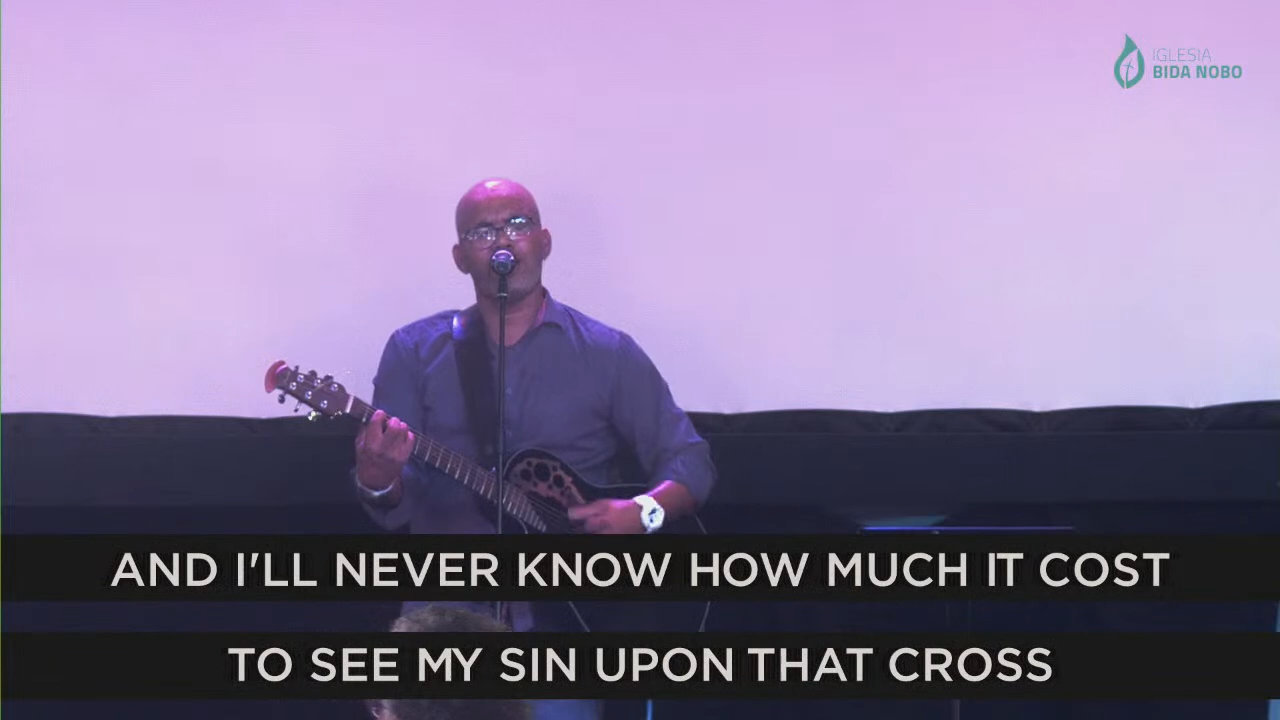 IGLESIA
BIDA NOBO
AND I'LL NEVER KNOW HOW MUCH IT COST
TO SEE MY SIN UPON THAT CROSS